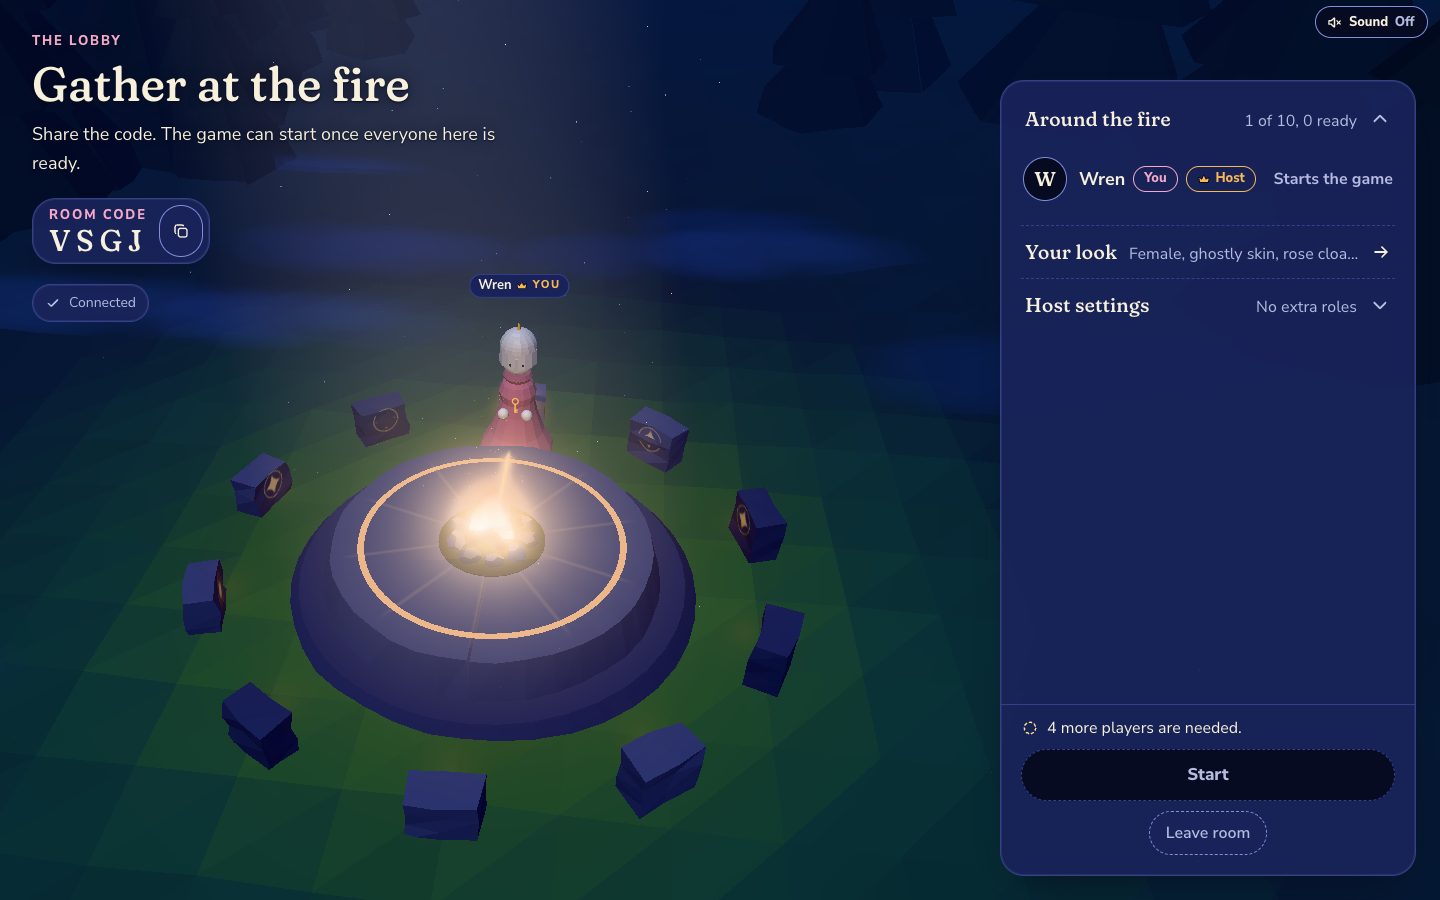 THE LOBBY
Gather at the fire
Share the code. The game can start once everyone here is
ready.
ROOM CODE
VSGJ
Connected
Sound Off
Wren YOU
Around the fire 1 of 10, 0 ready
W Wren You Host Starts the game
Your look Female, ghostly skin, rose cloa...
Host settings No extra roles
4 more players are needed.
Start
Leave room